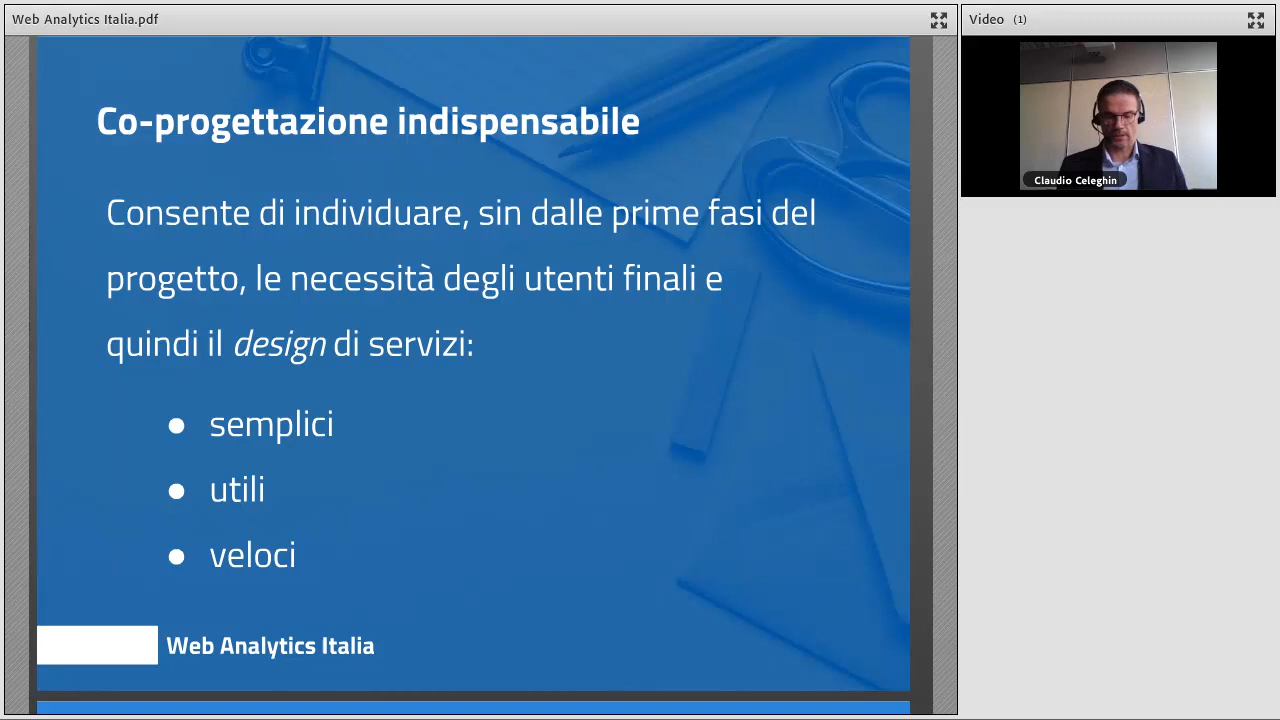 Web Analytics Italia.pdf
Video (1)
Co-progettazione indispensabile
Consente di individuare, sin dalle prime fasi del
progetto, le necessità degli utenti finali e
quindi il design di servizi:
● semplici
● utili
● veloci
Web Analytics Italia
Claudio Celeghin